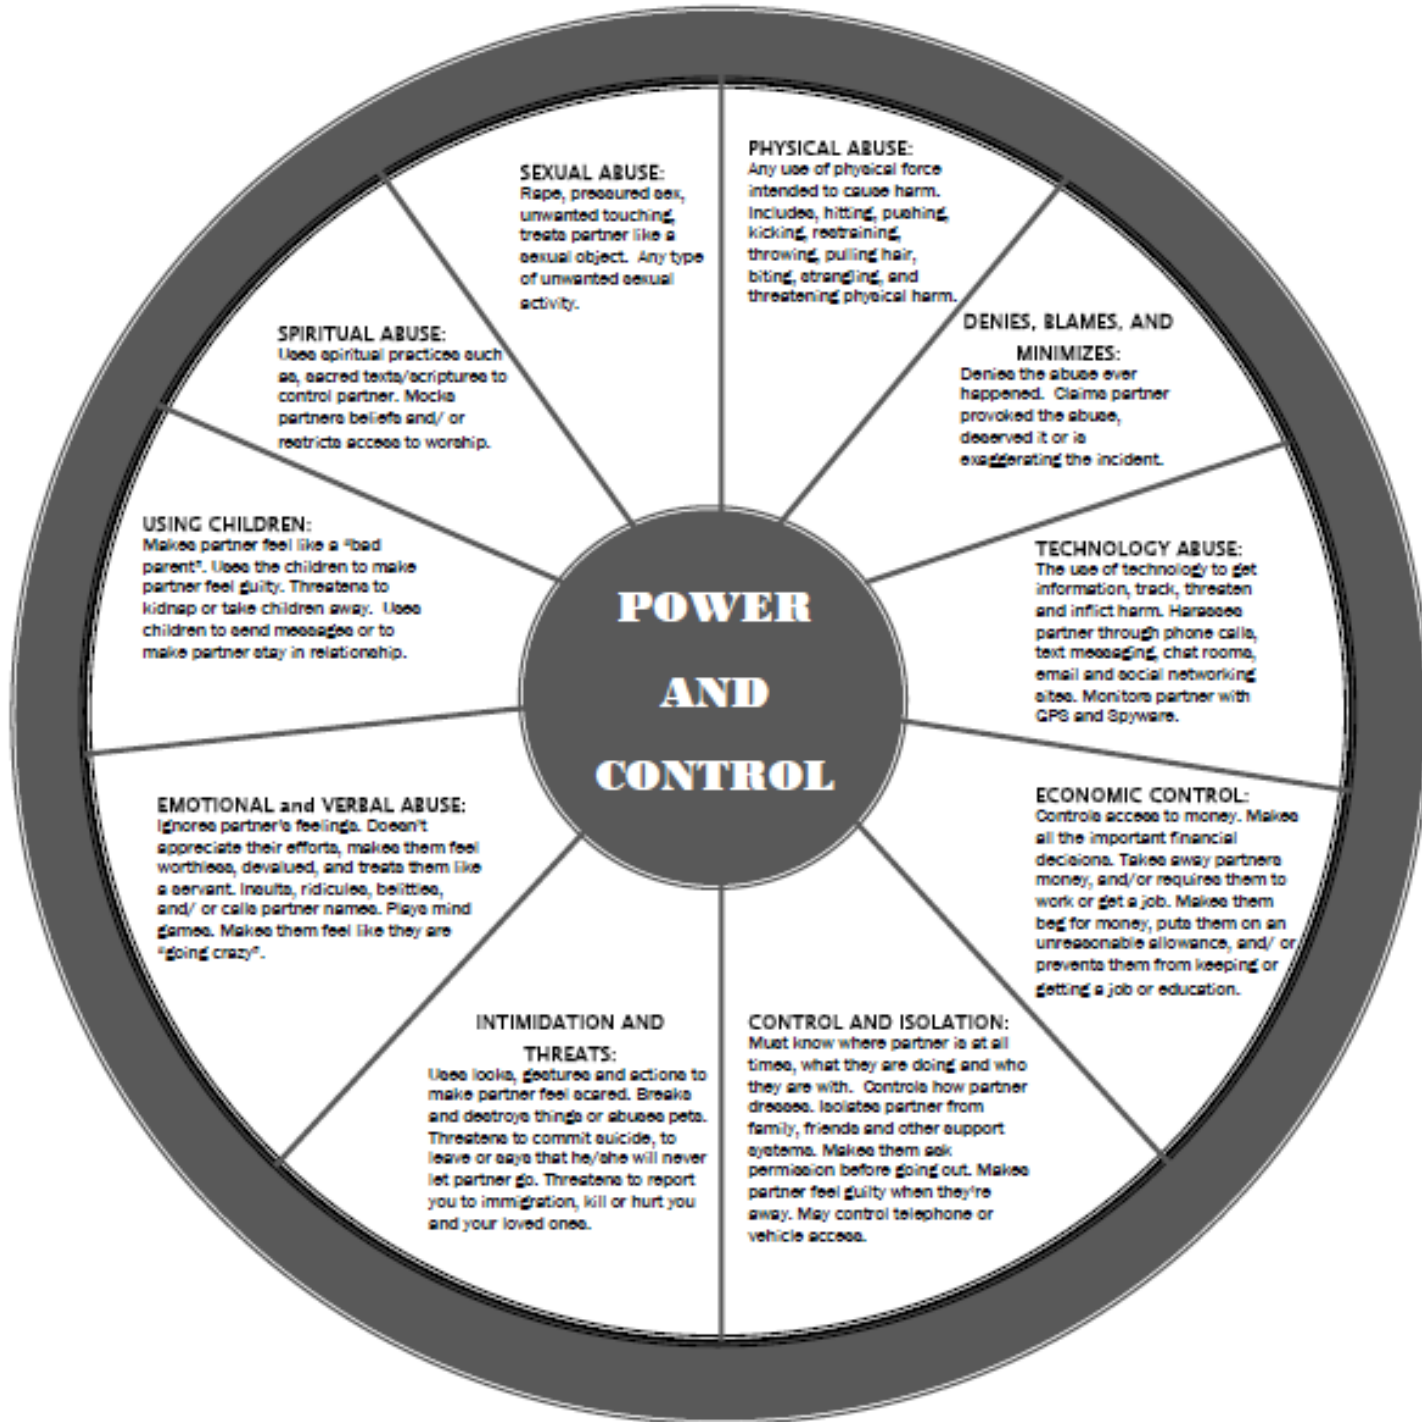 PHYSICAL ABUSE:
Any use of physical force
intended to cause harm.
Includes, hitting, pushing,
kicking, restraining,
throwing, pulling hair,
biting, strangling, and
threatening physical harm.
DENIES, BLAMES, AND
MINIMIZES:
Denies the abuse ever
happened. Claims partner
provoked the abuse,
deserved it or is
exaggerating the incident.
TECHNOLOGY ABUSE:
The use of technology to get
information, track, threaten
and inflict harm. Harasses
partner through phone calls,
text messaging, chat rooms,
email and social networking
sites. Monitors partner with
GPS and Spyware.
ECONOMIC CONTROL:
Controls access to money. Makes
all the important financial
decisions. Takes away partners
money, and/or requires them to
work or get a job. Makes them
beg for money, puts them on an
unreasonable allowance, and/ or
prevents them from keeping or
getting a job or education.
CONTROL AND ISOLATION:
Must know where partner is at all
times, what they are doing and who
they are with. Controls how partner
dresses. Isolates partner from
family, friends and other support
systems. Makes them ask
permission before going out. Makes
partner feel guilty when they're
away. May control telephone or
vehicle access.
INTIMIDATION AND
THREATS:
Uses looks, gestures and actions to
make partner feel scared. Breaks
and destroys things or abuses pets.
Threatens to commit suicide, to
leave or says that he/she will never
let partner go. Threatens to report
you to immigration, kill or hurt you
and your loved ones.
EMOTIONAL and VERBAL ABUSE:
Ignores partner's feelings. Doesn't
appreciate their efforts, makes them feel
worthless, devalued, and treats them like
a servant. Insults, ridicules, belittles,
and/ or calls partner names. Plays mind
games. Makes them feel like they are
"going crazy".
USING CHILDREN:
Makes partner feel like a "bad
parent". Uses the children to make
partner feel guilty. Threatens to
kidnap or take children away. Uses
children to send messages or to
make partner stay in relationship.
SPIRITUAL ABUSE:
Uses spiritual practices such
as, sacred texts/scriptures to
control partner. Mocks
partners beliefs and/ or
restricts access to worship.
SEXUAL ABUSE:
Rape, pressured sex,
unwanted touching,
treats partner like a
sexual object. Any type
of unwanted sexual
activity.
POWER
AND
CONTROL